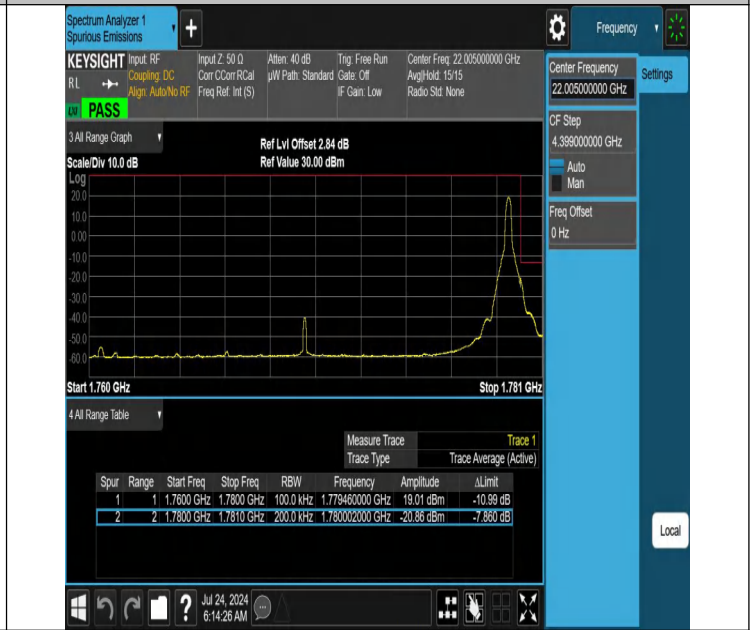 Spectrum Analyzer 1
Spurious Emissions
+
Frequency
KEYSIGHT Input: RF Input Z: 50 Ω Atten: 40 dB Trig: Free Run Center Freq: 22.005000000 GHz
RL Coupling: DC Corr CCorr RCal µW Path: Standard Gate: Off Avg|Hold: 15/15
Align: Auto/No RF Freq Ref: Int (S) IF Gain: Low Radio Std: None
PASS
Center Frequency
22.005000000 GHz
Settings
CF Step
4.399000000 GHz
Auto
Man
Freq Offset
0 Hz
3 All Range Graph
Ref Lvl Offset 2.84 dB
Scale/Div 10.0 dB Ref Value 30.00 dBm
Log
20.0
10.0
0.00
-10.0
-20.0
-30.0
-40.0
-50.0
-60.0
Start 1.760 GHz Stop 1.781 GHz
4 All Range Table
Measure Trace Trace 1
Trace Type Trace Average (Active)
Spur Range Start Freq Stop Freq RBW Frequency Amplitude ΔLimit
1 1 1.7600 GHz 1.7800 GHz 100.0 kHz 1.779460000 GHz 19.01 dBm -10.99 dB
2 2 1.7800 GHz 1.7810 GHz 200.0 kHz 1.780002000 GHz -20.86 dBm -7.860 dB
Local
? Jul 24, 2024
6:14:26 AM